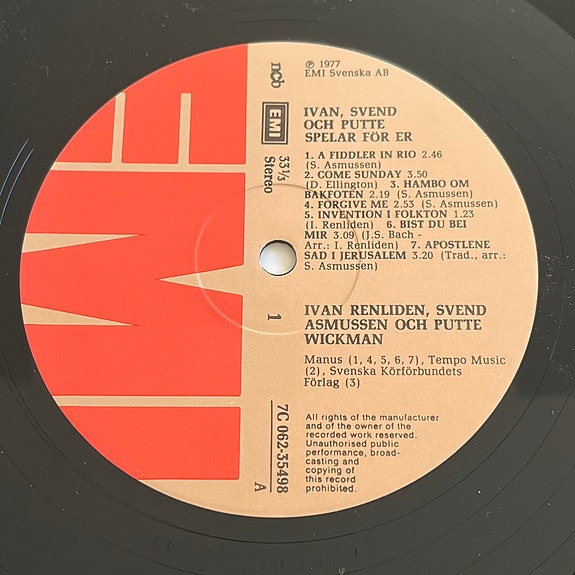 ℗ 1977
EMI Svenska AB
ncb
EMI
33⅓
Stereo
IVAN, SVEND
OCH PUTTE
SPELAR FÖR ER
1. A FIDDLER IN RIO 2.46
(S. Asmussen)
2. COME SUNDAY 3.50
(D. Ellington) 3. HAMBO OM
BAKFOTEN 2.19 (S. Asmussen)
4. FORGIVE ME 2.53 (S. Asmussen)
5. INVENTION I FOLKTON 1.23
(I. Renliden) 6. BIST DU BEI
MIR 3.09 (J.S. Bach -
Arr.: I. Renliden) 7. APOSTLENE
SAD I JERUSALEM 3.20 (Trad., arr.:
S. Asmussen)
1
IVAN RENLIDEN, SVEND
ASMUSSEN OCH PUTTE
WICKMAN
Manus (1, 4, 5, 6, 7), Tempo Music
(2), Svenska Körförbundets
Förlag (3)
7C 062-35498
A
All rights of the manufacturer
and of the owner of the
recorded work reserved.
Unauthorised public
performance, broad-
casting and
copying of
this record
prohibited.
EMI